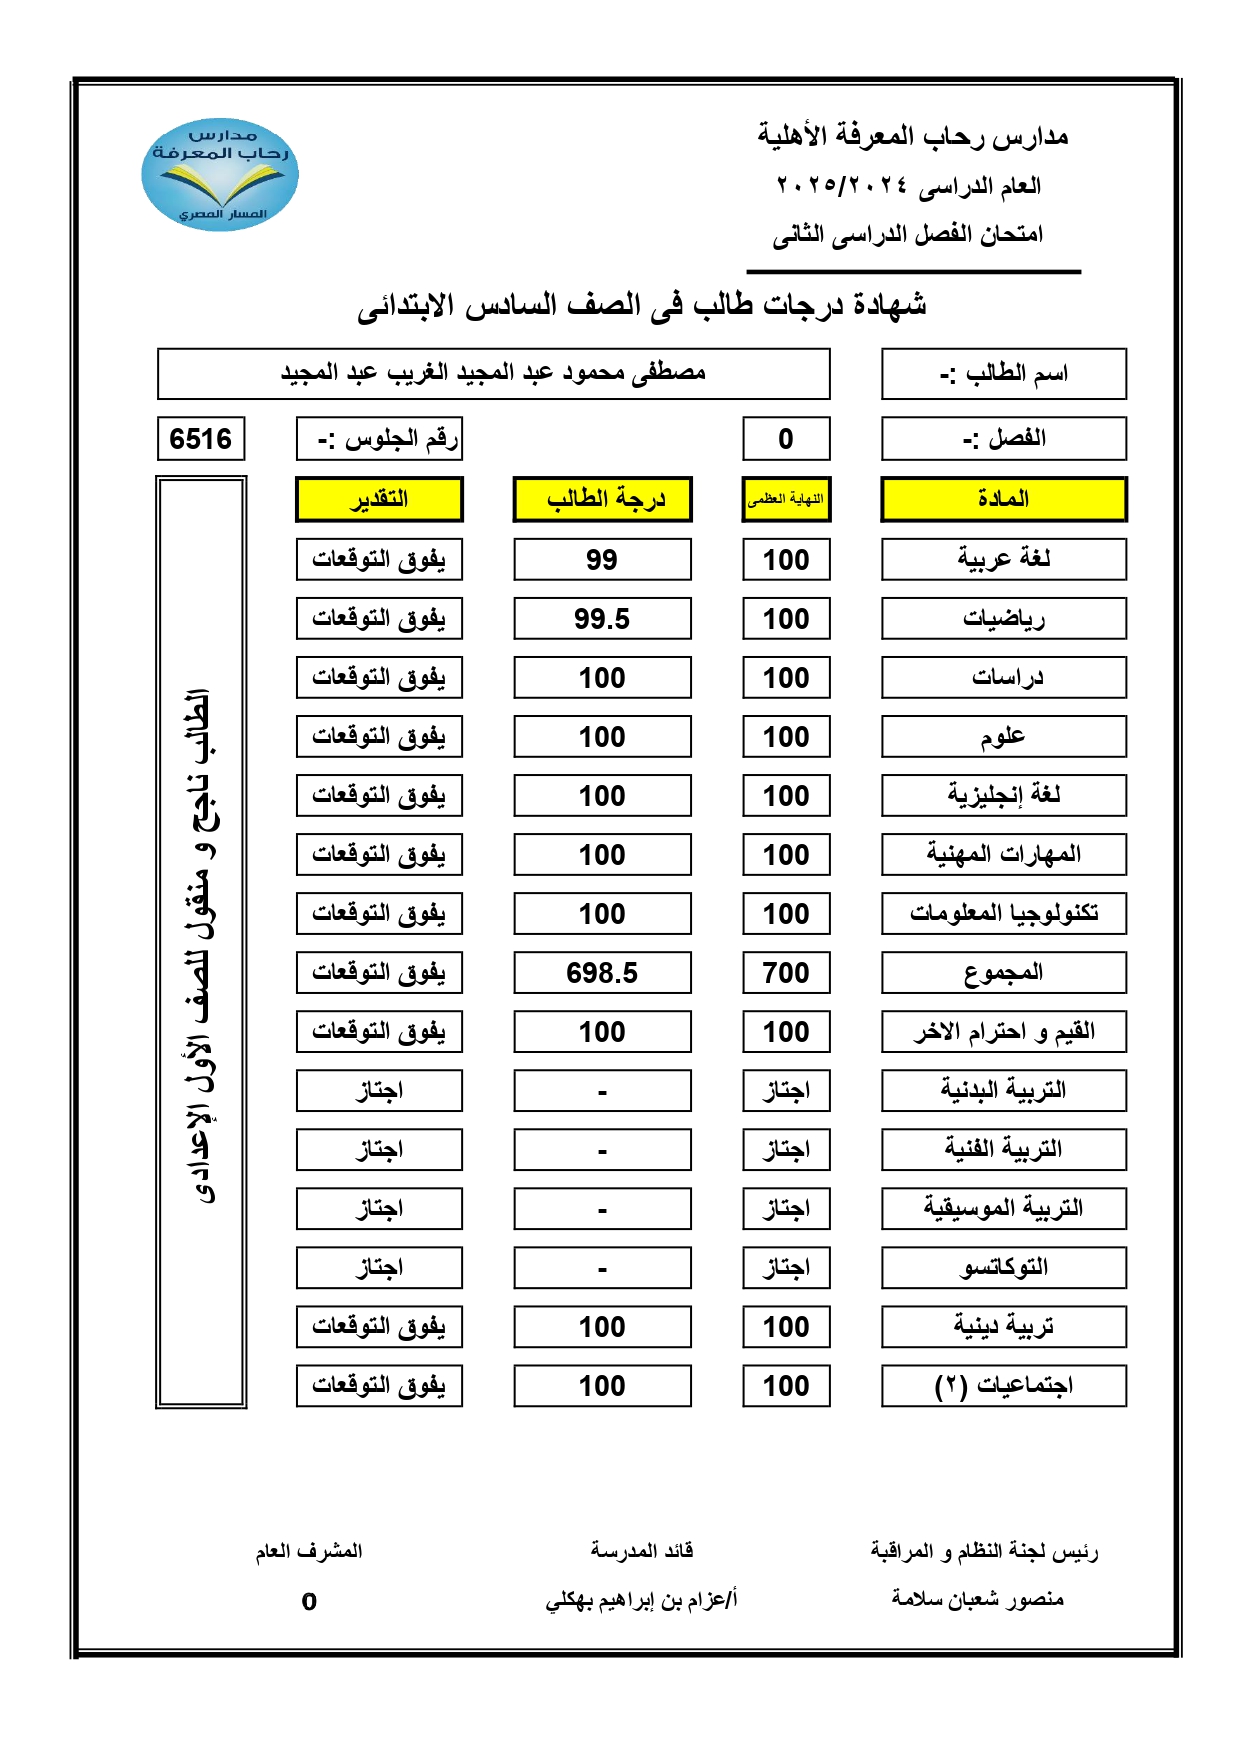 مدارس رحاب المعرفة الأهلية
العام الدراسى ٢٠٢٥/٢٠٢٤
امتحان الفصل الدراسى الثانى
مدارس
رحاب المعرفة
المسار المصري
شهادة درجات طالب فى الصف السادس الابتدائى
اسم الطالب :- مصطفى محمود عبد المجيد الغريب عبد المجيد
الفصل :- 0 رقم الجلوس :- 6516
المادة النهاية العظمى درجة الطالب التقدير
لغة عربية 100 99 يفوق التوقعات
رياضيات 100 99.5 يفوق التوقعات
دراسات 100 100 يفوق التوقعات
علوم 100 100 يفوق التوقعات
لغة إنجليزية 100 100 يفوق التوقعات
المهارات المهنية 100 100 يفوق التوقعات
تكنولوجيا المعلومات 100 100 يفوق التوقعات
المجموع 700 698.5 يفوق التوقعات
القيم و احترام الاخر 100 100 يفوق التوقعات
التربية البدنية اجتاز - اجتاز
التربية الفنية اجتاز - اجتاز
التربية الموسيقية اجتاز - اجتاز
التوكاتسو اجتاز - اجتاز
تربية دينية 100 100 يفوق التوقعات
اجتماعيات (٢) 100 100 يفوق التوقعات
الطالب ناجح و منقول للصف الأول الإعدادى
رئيس لجنة النظام و المراقبة قائد المدرسة المشرف العام
منصور شعبان سلامة أ/عزام بن إبراهيم بهكلي 0